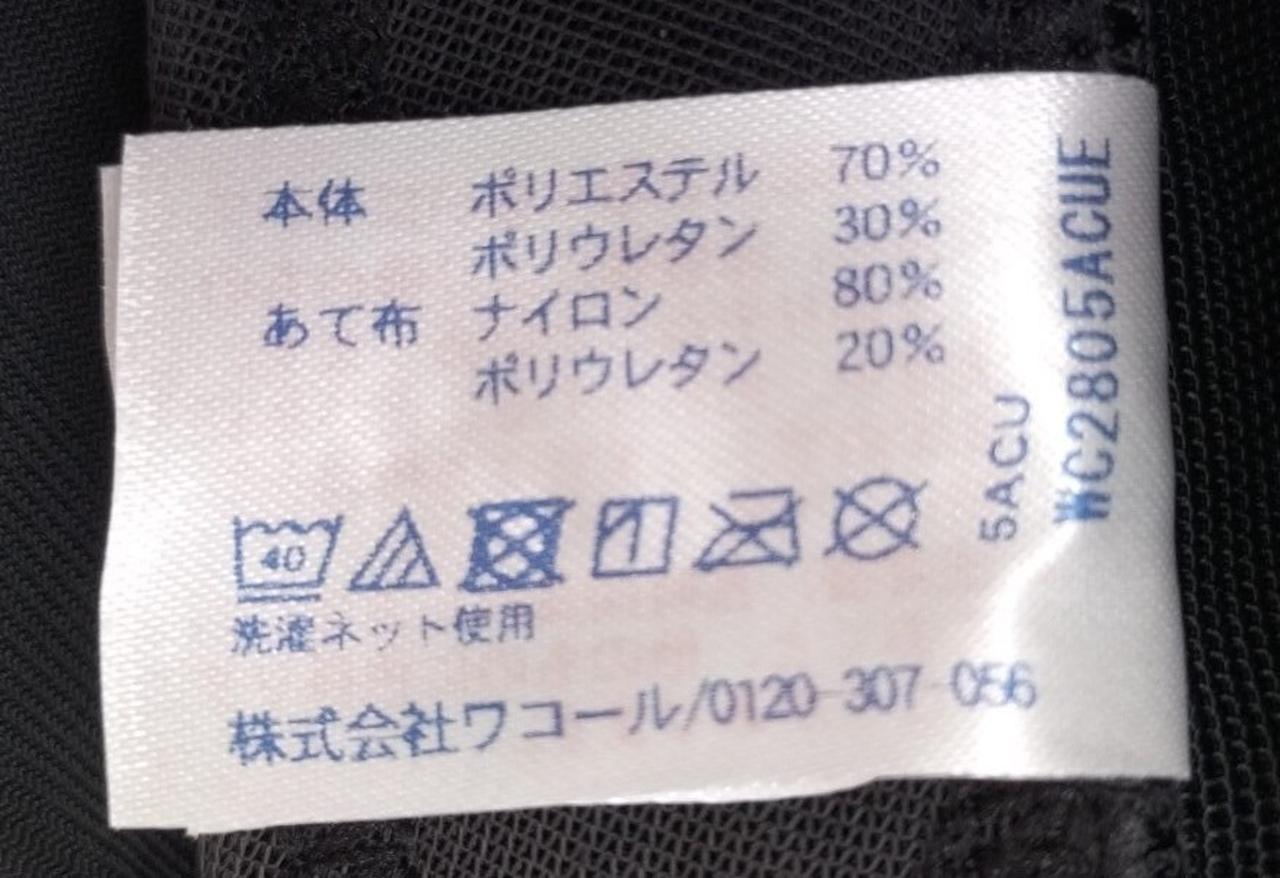 本体 ポリエステル 70%
ポリウレタン 30%
あて布 ナイロン 80%
ポリウレタン 20%
40
洗濯ネット使用
株式会社ワコール/0120-307-056
5ACU
WC2805ACUE